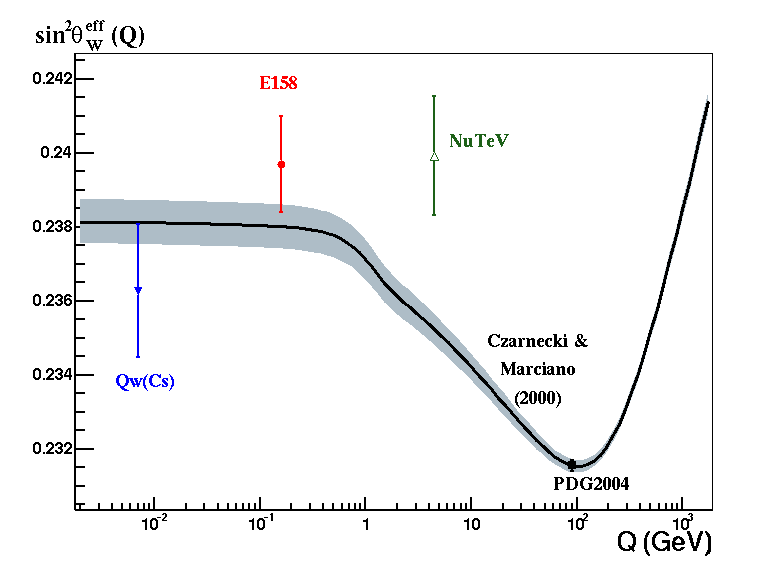 sin²θ_W^eff (Q)
0.242
E158
0.24
NuTeV
0.238
0.236
Czarnecki &
Marciano
(2000)
0.234
Qw(Cs)
0.232
PDG2004
10⁻² 10⁻¹ 1 10 10² 10³
Q (GeV)